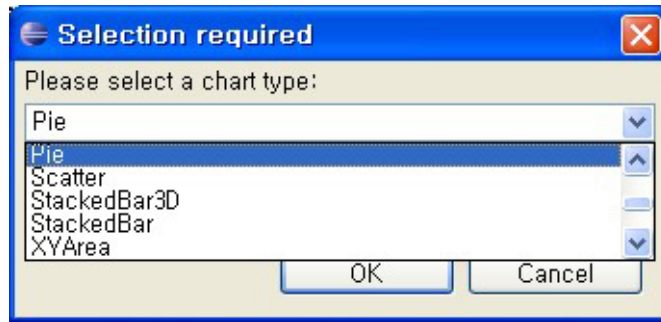 Selection required
Please select a chart type:
Pie
Pie
Scatter
StackedBar3D
StackedBar
XYArea
OK Cancel